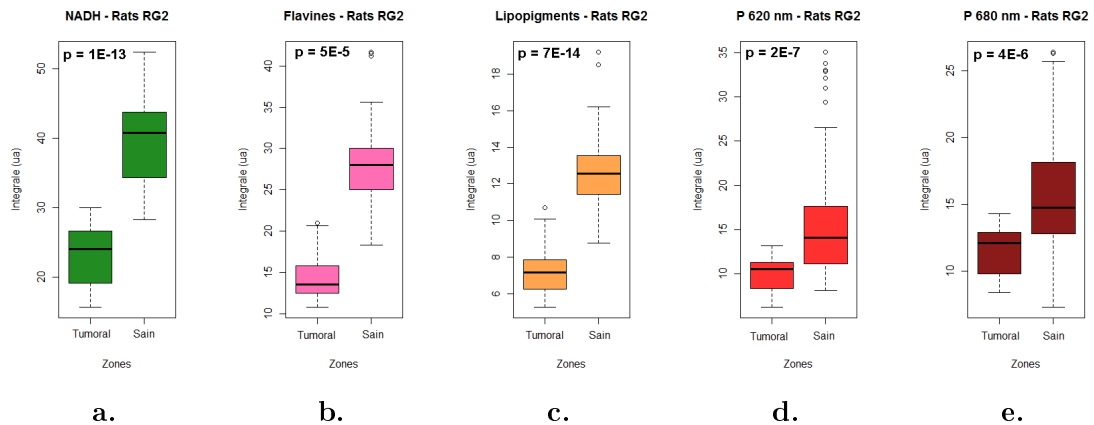 NADH - Rats RG2
p = 1E-13
Integrale (ua)
50
40
30
20
Tumoral Sain
Zones
a.
Flavines - Rats RG2
p = 5E-5
Integrale (ua)
40
35
30
25
20
15
10
Tumoral Sain
Zones
b.
Lipopigments - Rats RG2
p = 7E-14
Integrale (ua)
18
16
14
12
10
8
6
Tumoral Sain
Zones
c.
P 620 nm - Rats RG2
p = 2E-7
Integrale (ua)
35
30
25
20
15
10
Tumoral Sain
Zones
d.
P 680 nm - Rats RG2
p = 4E-6
Integrale (ua)
25
20
15
10
Tumoral Sain
Zones
e.